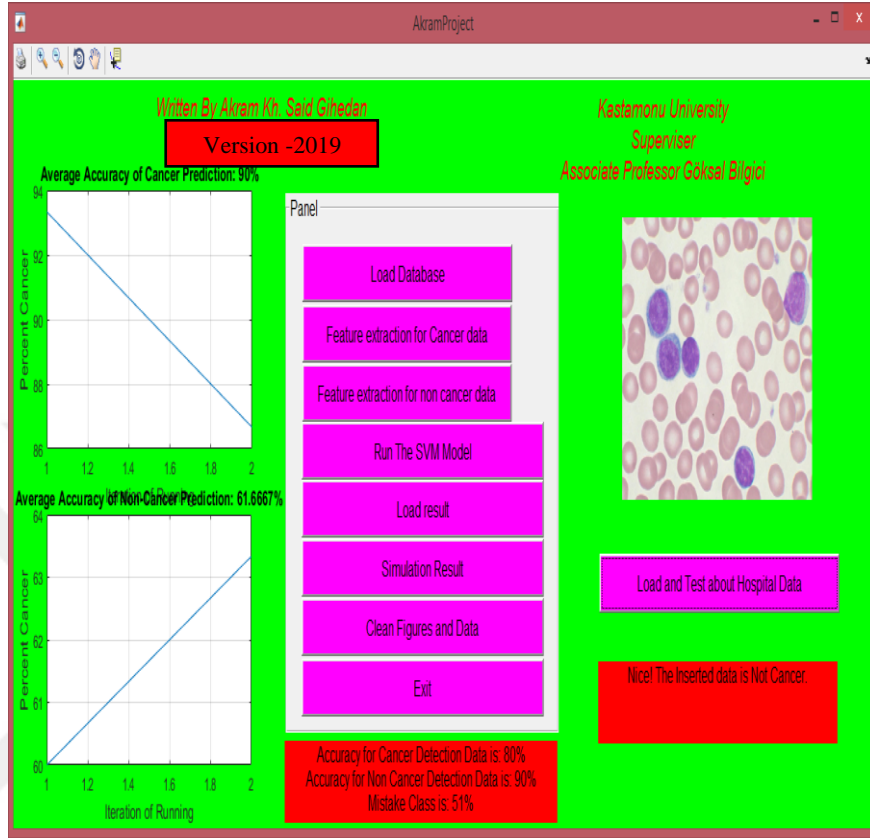 AkramProject
Written By Akram Kh. Said Gihedan
Version -2019
Kastamonu University
Superviser
Associate Professor Göksal Bilgici
Average Accuracy of Cancer Prediction: 90%
94
92
90
88
86
Percent Cancer
1 1.2 1.4 1.6 1.8 2
Iteration of Running
Average Accuracy of Non-Cancer Prediction: 61.6667%
64
63
62
61
60
Percent Cancer
1 1.2 1.4 1.6 1.8 2
Iteration of Running
Panel
Load Database
Feature extraction for Cancer data
Feature extraction for non cancer data
Run The SVM Model
Load result
Simulation Result
Clean Figures and Data
Exit
Accuracy for Cancer Detection Data is: 80%
Accuracy for Non Cancer Detection Data is: 90%
Mistake Class is: 51%
Load and Test about Hospital Data
Nice! The Inserted data is Not Cancer.